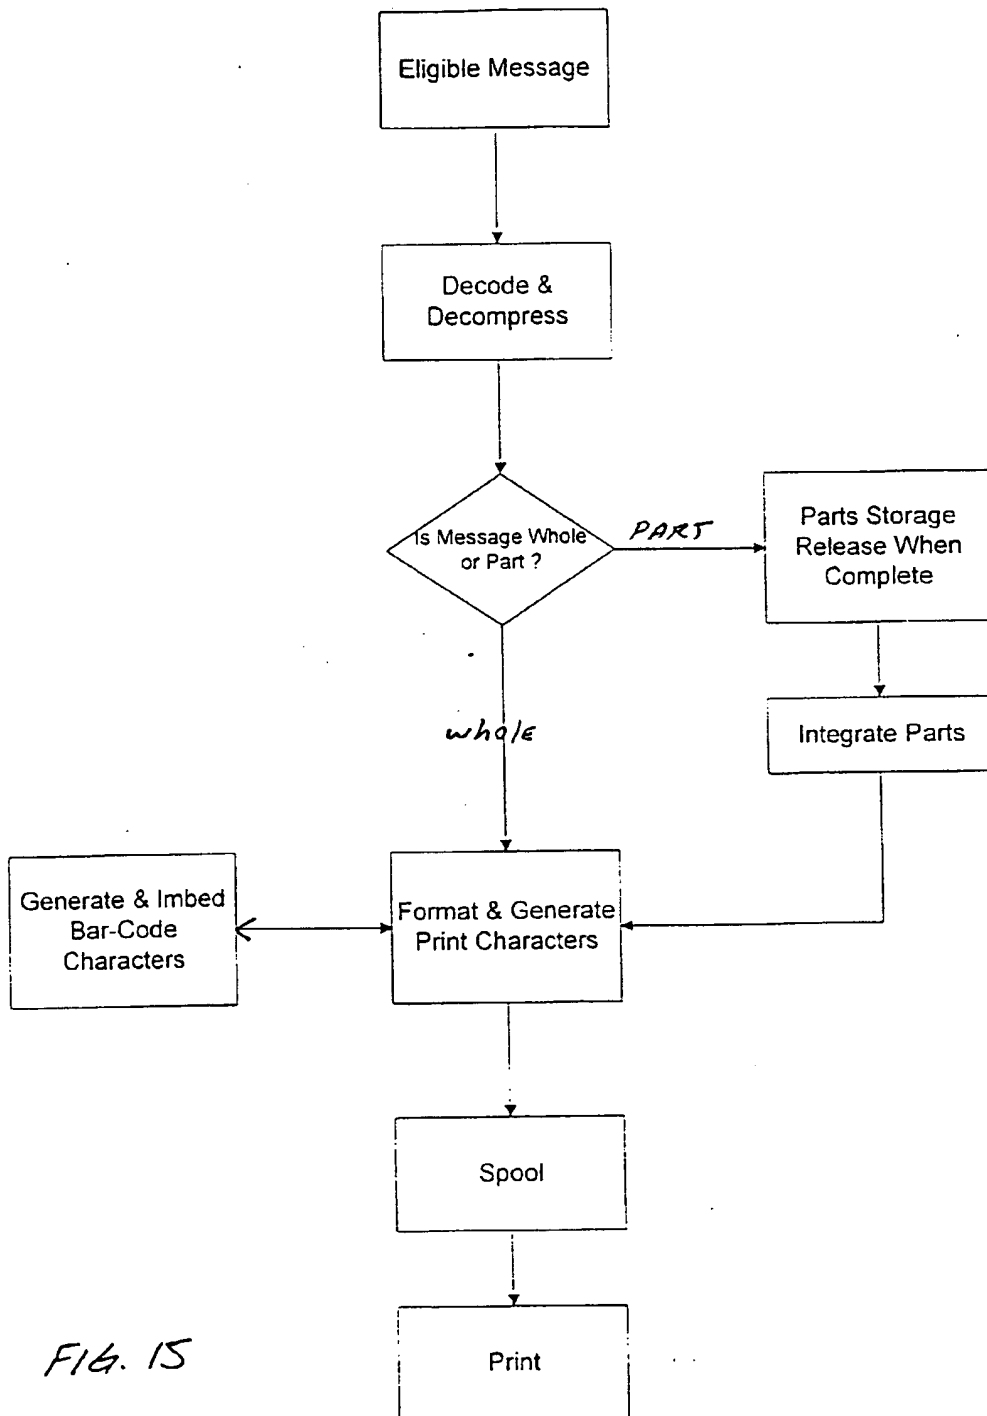 Eligible Message
Decode &
Decompress
Is Message Whole
or Part ?
PART
Parts Storage
Release When
Complete
whole
Integrate Parts
Generate & Imbed
Bar-Code
Characters
Format & Generate
Print Characters
Spool
Print
FIG. 15